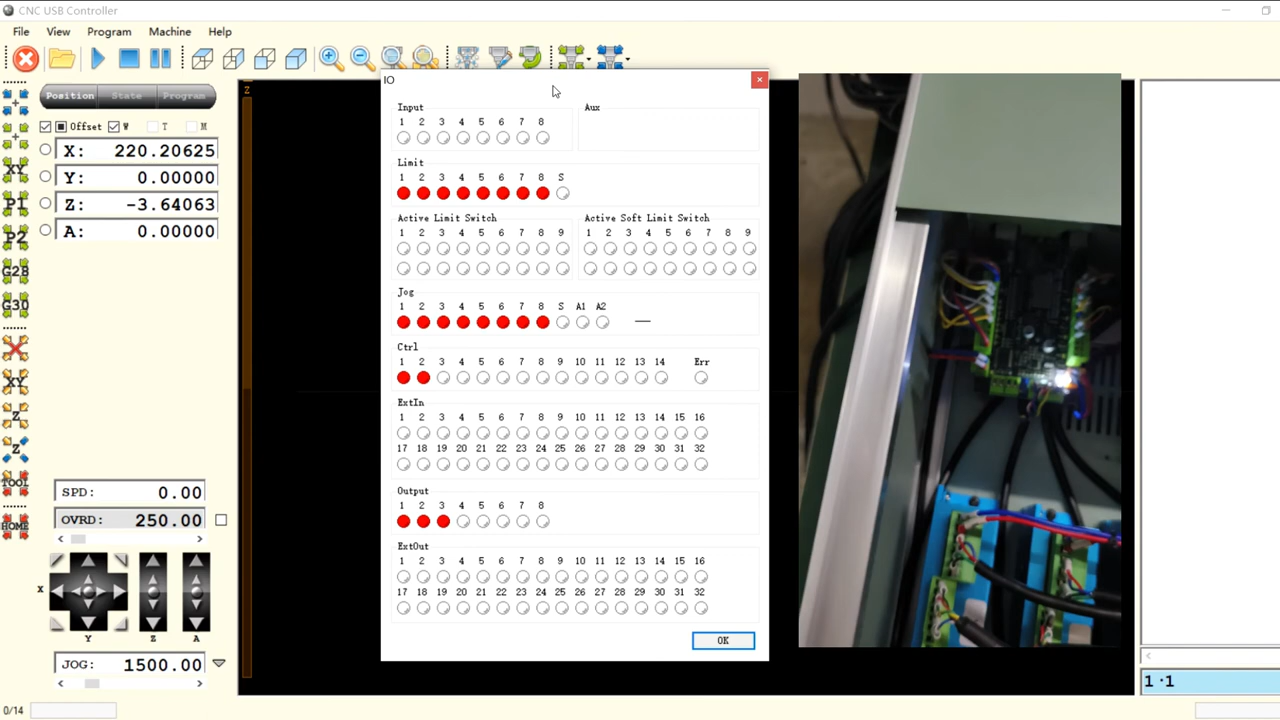 CNC USB Controller
File View Program Machine Help
Position State Program
Offset W T M
X: 220.20625
Y: 0.00000
Z: -3.64063
A: 0.00000
XY
P1
P2
G28
G30
XY
Z
Z
TOOL
HOME
SPD: 0.00
OVRD: 250.00
X
Y Z A
JOG: 1500.00
0/14
Z
IO
Input
1 2 3 4 5 6 7 8
Aux
Limit
1 2 3 4 5 6 7 8 S
Active Limit Switch
1 2 3 4 5 6 7 8 9
Active Soft Limit Switch
1 2 3 4 5 6 7 8 9
Jog
1 2 3 4 5 6 7 8 S A1 A2
Ctrl
1 2 3 4 5 6 7 8 9 10 11 12 13 14 Err
ExtIn
1 2 3 4 5 6 7 8 9 10 11 12 13 14 15 16
17 18 19 20 21 22 23 24 25 26 27 28 29 30 31 32
Output
1 2 3 4 5 6 7 8
ExtOut
1 2 3 4 5 6 7 8 9 10 11 12 13 14 15 16
17 18 19 20 21 22 23 24 25 26 27 28 29 30 31 32
OK
1 ·1